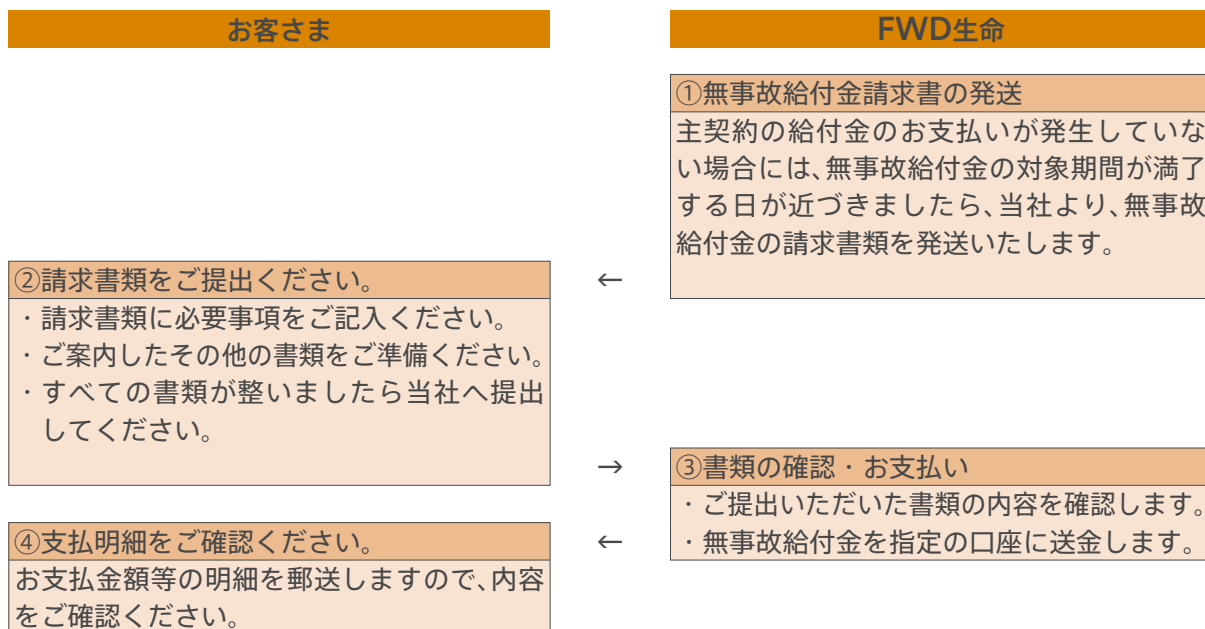 お客さま
FWD生命
①無事故給付金請求書の発送
主契約の給付金のお支払いが発生していな
い場合には、無事故給付金の対象期間が満了
する日が近づきましたら、当社より、無事故
給付金の請求書類を発送いたします。
←
②請求書類をご提出ください。
・請求書類に必要事項をご記入ください。
・ご案内したその他の書類をご準備ください。
・すべての書類が整いましたら当社へ提出
してください。
→
③書類の確認・お支払い
・ご提出いただいた書類の内容を確認します。
・無事故給付金を指定の口座に送金します。
←
④支払明細をご確認ください。
お支払金額等の明細を郵送しますので、内容
をご確認ください。